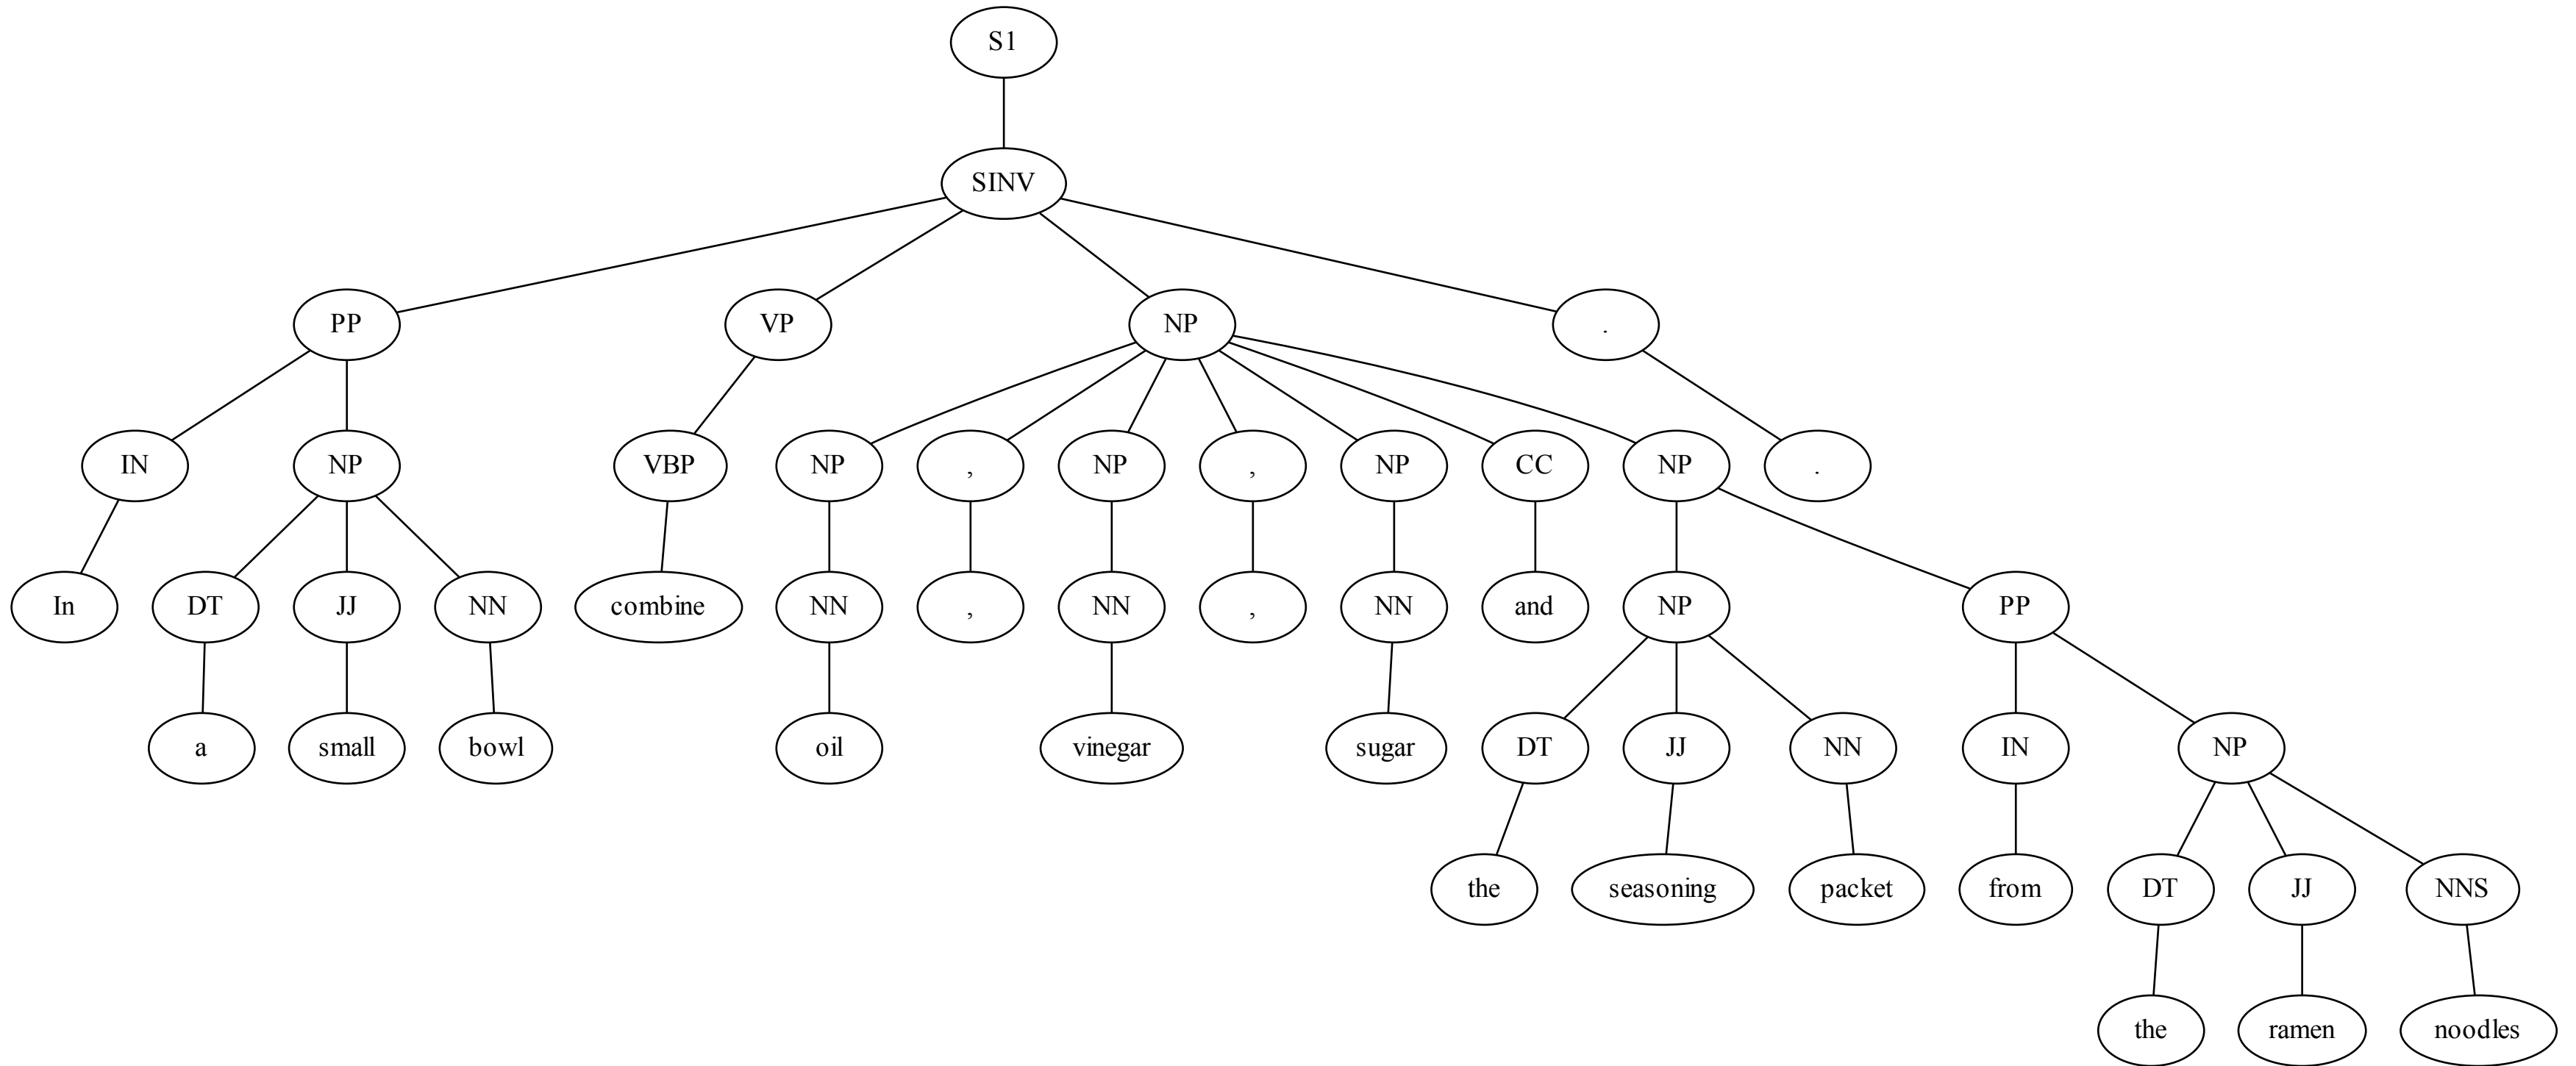 S1
SINV
PP VP NP .
IN NP VBP NP , NP , NP CC NP .
In DT JJ NN combine NN , NN , NN and NP PP
a small bowl oil vinegar sugar DT JJ NN IN NP
the seasoning packet from DT JJ NNS
the ramen noodles